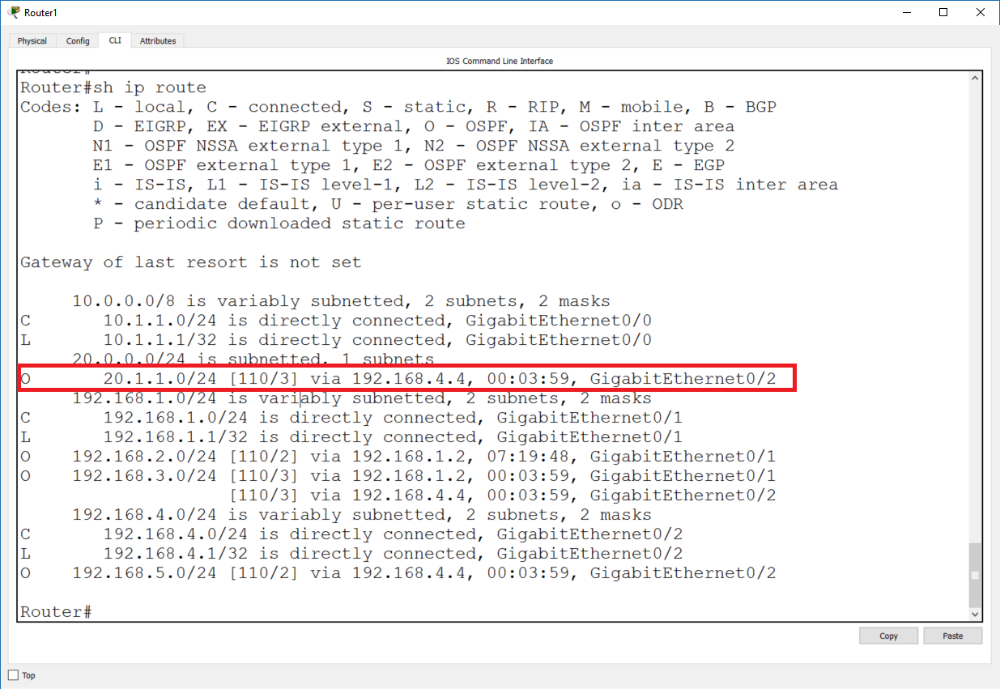 Router1
Physical Config CLI Attributes
IOS Command Line Interface
Router#
Router#sh ip route
Codes: L - local, C - connected, S - static, R - RIP, M - mobile, B - BGP
D - EIGRP, EX - EIGRP external, O - OSPF, IA - OSPF inter area
N1 - OSPF NSSA external type 1, N2 - OSPF NSSA external type 2
E1 - OSPF external type 1, E2 - OSPF external type 2, E - EGP
i - IS-IS, L1 - IS-IS level-1, L2 - IS-IS level-2, ia - IS-IS inter area
* - candidate default, U - per-user static route, o - ODR
P - periodic downloaded static route
Gateway of last resort is not set
10.0.0.0/8 is variably subnetted, 2 subnets, 2 masks
C 10.1.1.0/24 is directly connected, GigabitEthernet0/0
L 10.1.1.1/32 is directly connected, GigabitEthernet0/0
20.0.0.0/24 is subnetted, 1 subnets
O 20.1.1.0/24 [110/3] via 192.168.4.4, 00:03:59, GigabitEthernet0/2
192.168.1.0/24 is variably subnetted, 2 subnets, 2 masks
C 192.168.1.0/24 is directly connected, GigabitEthernet0/1
L 192.168.1.1/32 is directly connected, GigabitEthernet0/1
O 192.168.2.0/24 [110/2] via 192.168.1.2, 07:19:48, GigabitEthernet0/1
O 192.168.3.0/24 [110/3] via 192.168.1.2, 00:03:59, GigabitEthernet0/1
[110/3] via 192.168.4.4, 00:03:59, GigabitEthernet0/2
192.168.4.0/24 is variably subnetted, 2 subnets, 2 masks
C 192.168.4.0/24 is directly connected, GigabitEthernet0/2
L 192.168.4.1/32 is directly connected, GigabitEthernet0/2
O 192.168.5.0/24 [110/2] via 192.168.4.4, 00:03:59, GigabitEthernet0/2
Router#
Copy Paste
Top